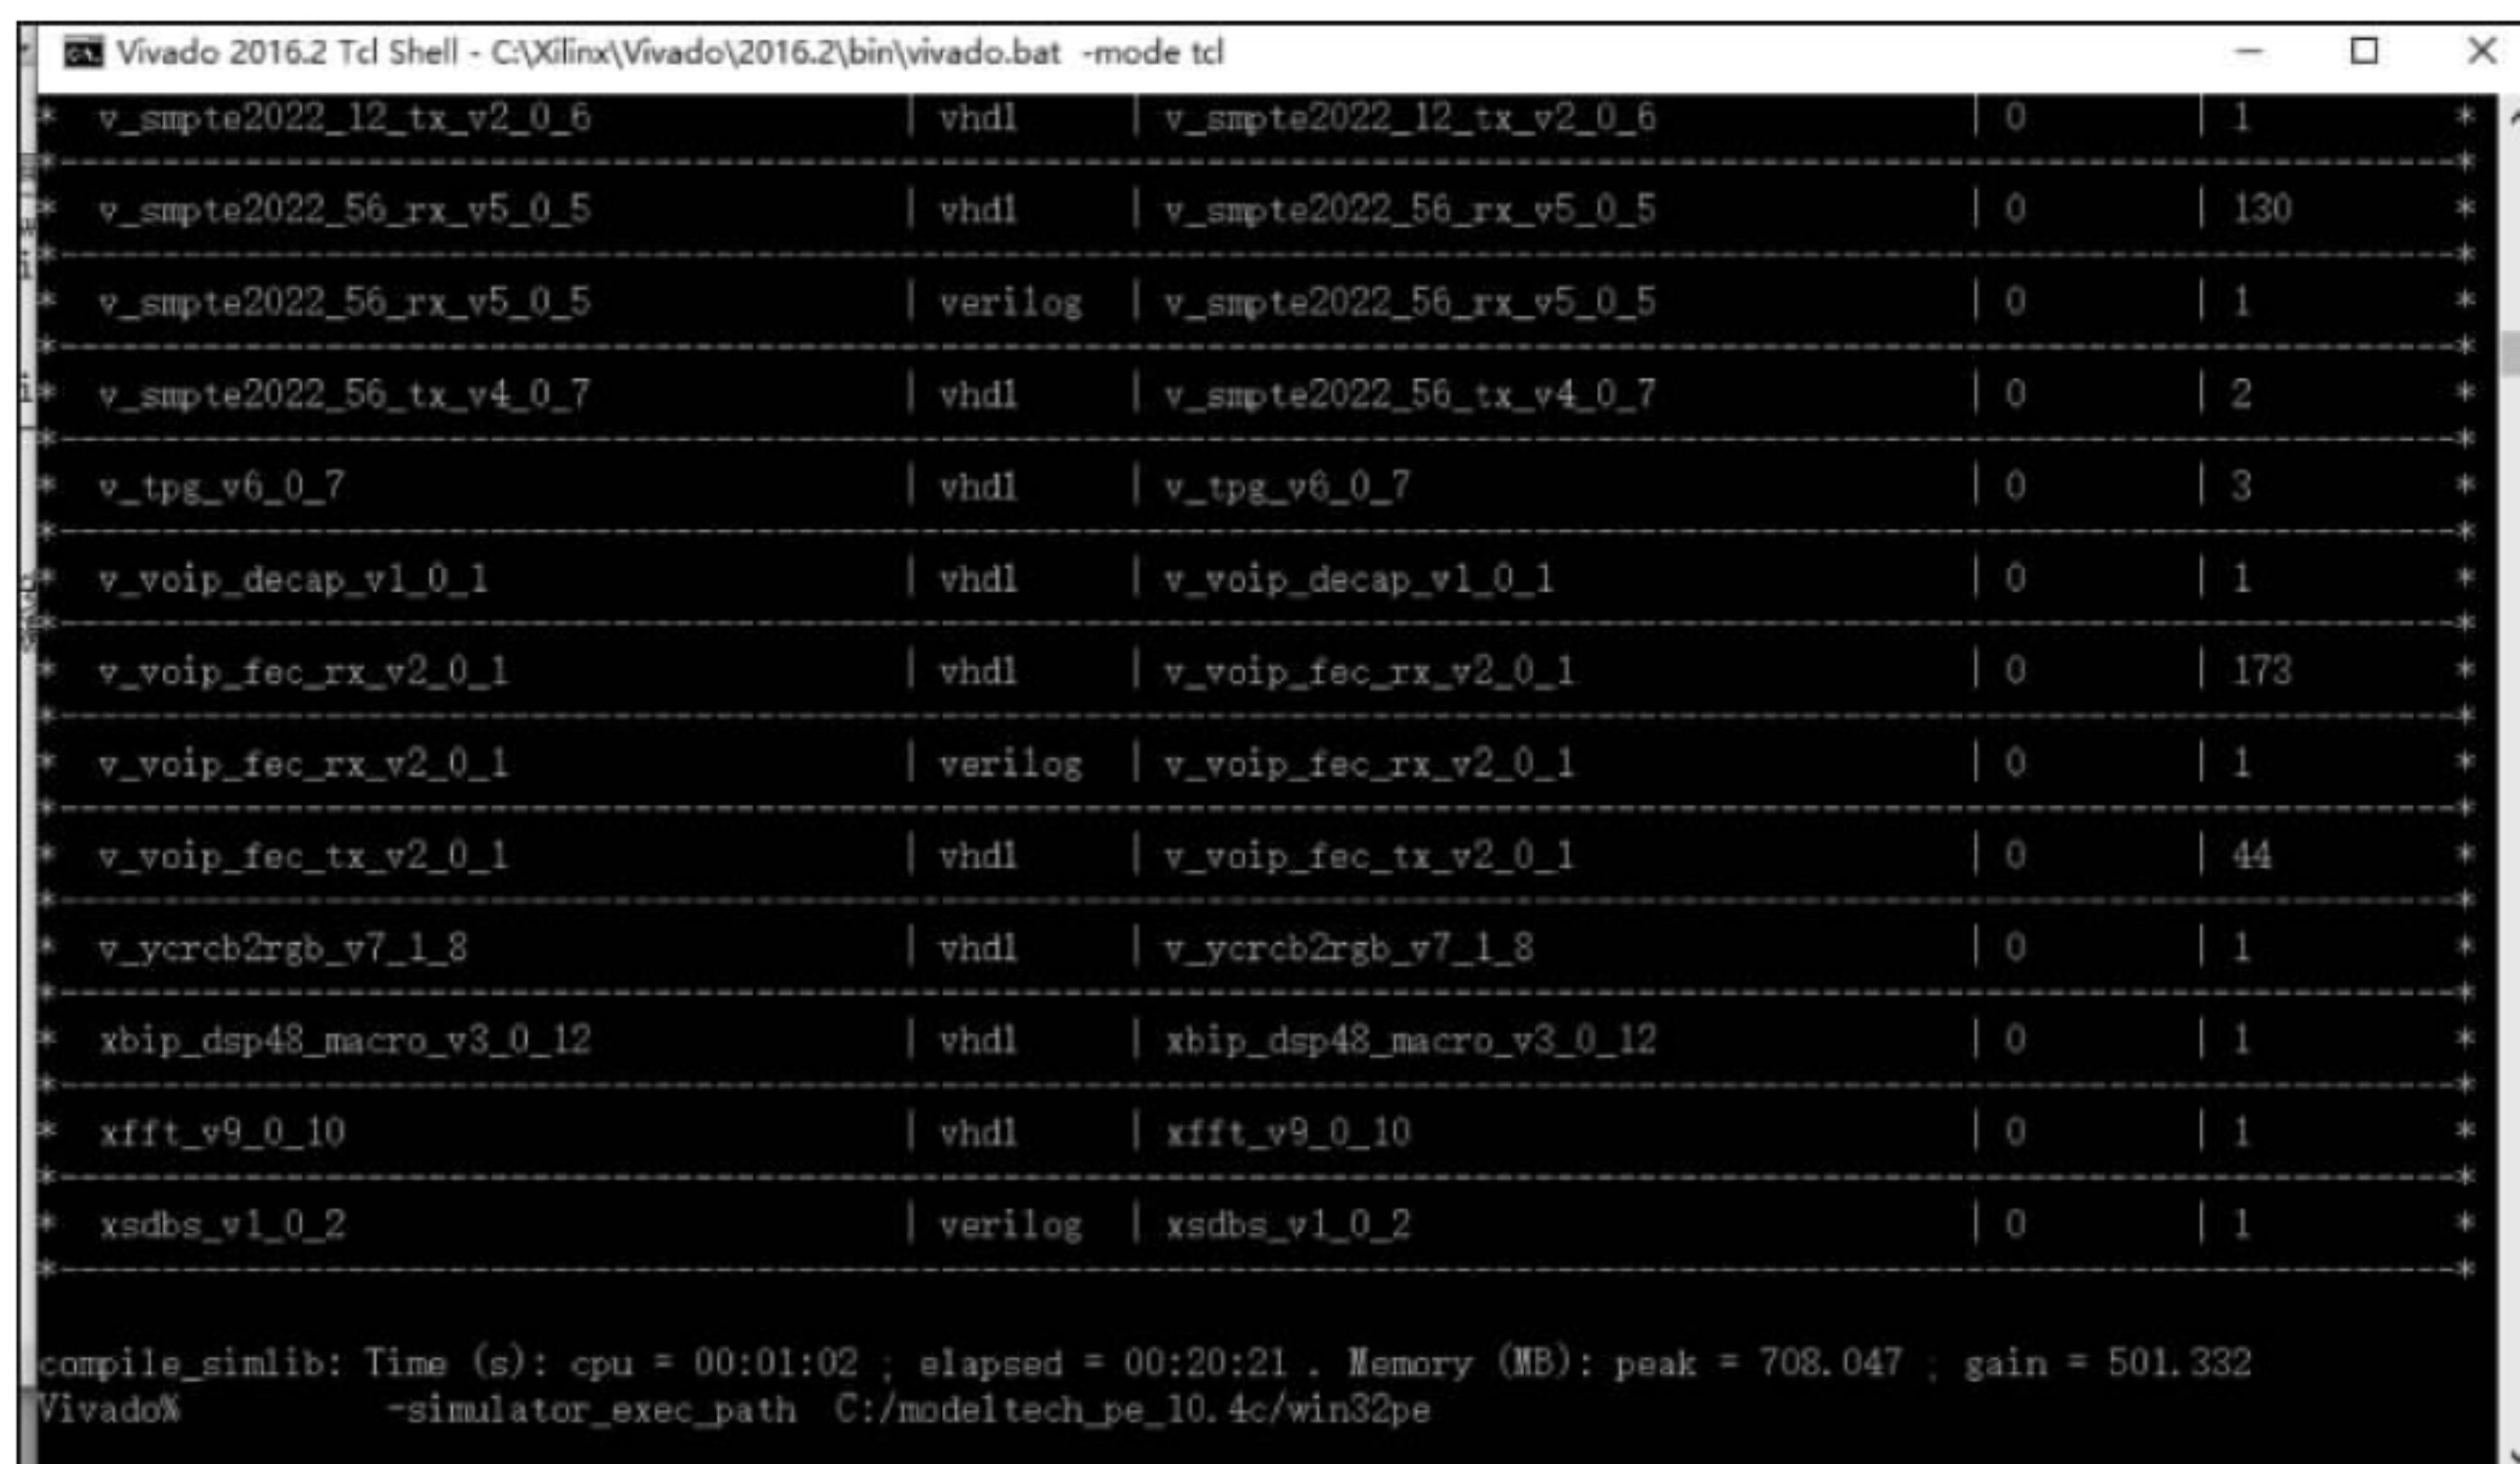 Vivado 2016.2 Tcl Shell - C:\Xilinx\Vivado\2016.2\bin\vivado.bat -mode tcl
* v_smpte2022_12_tx_v2_0_6 | vhdl | v_smpte2022_12_tx_v2_0_6 | 0 | 1 *
*--------------------*
* v_smpte2022_56_rx_v5_0_5 | vhdl | v_smpte2022_56_rx_v5_0_5 | 0 | 130 *
*--------------------*
* v_smpte2022_56_rx_v5_0_5 | verilog | v_smpte2022_56_rx_v5_0_5 | 0 | 1 *
*--------------------*
* v_smpte2022_56_tx_v4_0_7 | vhdl | v_smpte2022_56_tx_v4_0_7 | 0 | 2 *
*--------------------*
* v_tpg_v6_0_7 | vhdl | v_tpg_v6_0_7 | 0 | 3 *
*--------------------*
* v_voip_decap_v1_0_1 | vhdl | v_voip_decap_v1_0_1 | 0 | 1 *
*--------------------*
* v_voip_fec_rx_v2_0_1 | vhdl | v_voip_fec_rx_v2_0_1 | 0 | 173 *
*--------------------*
* v_voip_fec_rx_v2_0_1 | verilog | v_voip_fec_rx_v2_0_1 | 0 | 1 *
*--------------------*
* v_voip_fec_tx_v2_0_1 | vhdl | v_voip_fec_tx_v2_0_1 | 0 | 44 *
*--------------------*
* v_ycrcb2rgb_v7_1_8 | vhdl | v_ycrcb2rgb_v7_1_8 | 0 | 1 *
*--------------------*
* xbip_dsp48_macro_v3_0_12 | vhdl | xbip_dsp48_macro_v3_0_12 | 0 | 1 *
*--------------------*
* xfft_v9_0_10 | vhdl | xfft_v9_0_10 | 0 | 1 *
*--------------------*
* xsdbs_v1_0_2 | verilog | xsdbs_v1_0_2 | 0 | 1 *
*--------------------*
compile_simlib: Time (s): cpu = 00:01:02 ; elapsed = 00:20:21 . Memory (MB): peak = 708.047 ; gain = 501.332
Vivado% -simulator_exec_path C:/modeltech_pe_10.4c/win32pe